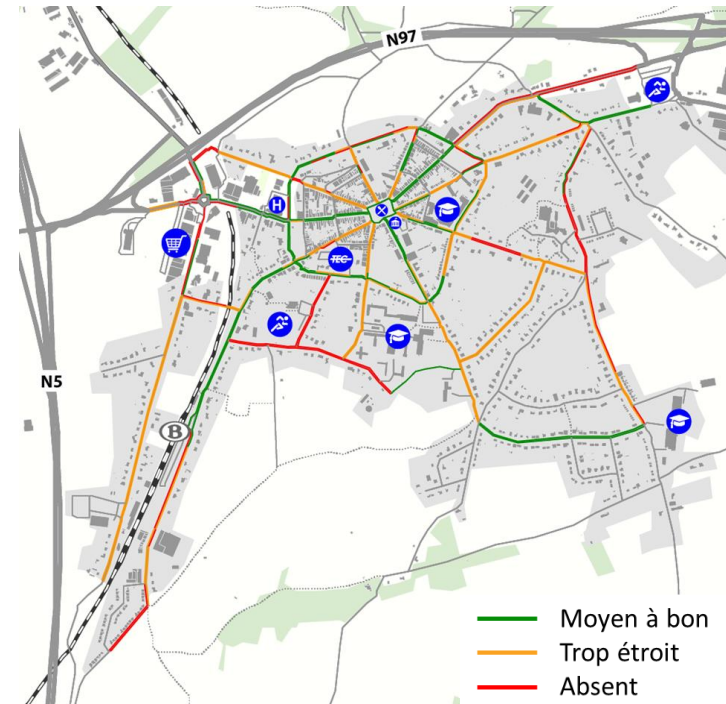 N97
H
TEC
N5
B
Moyen à bon
Trop étroit
Absent